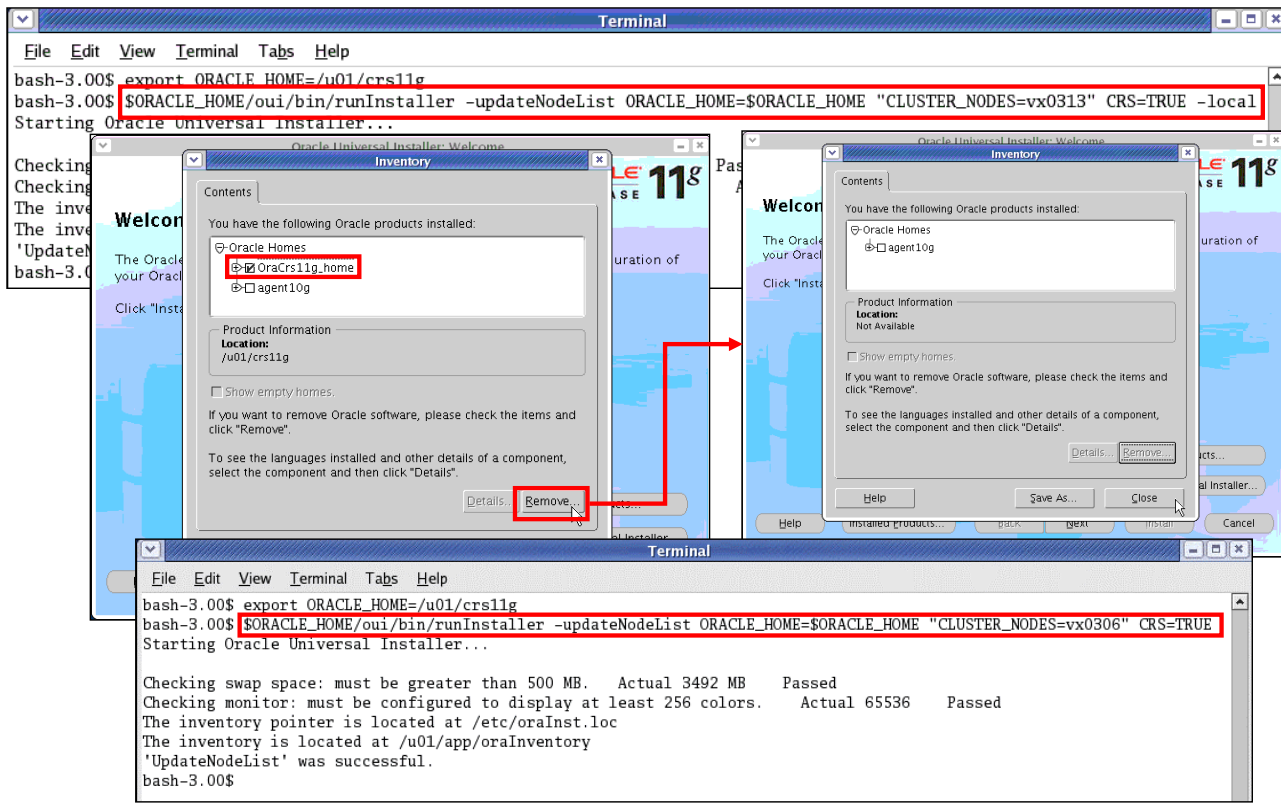 Terminal
File Edit View Terminal Tabs Help
bash-3.00$ export ORACLE_HOME=/u01/crs11g
bash-3.00$ $ORACLE_HOME/oui/bin/runInstaller -updateNodeList ORACLE_HOME=$ORACLE_HOME "CLUSTER_NODES=vx0313" CRS=TRUE -local
Starting Oracle Universal Installer...
Checking
Checking
The
The
bash-3.0
Oracle Universal Installer: Welcome
Inventory
11g
Contents
You have the following Oracle products installed:
Oracle Homes
OraCrs11g_home
agent10g
Product Information
Location:
/u01/crs11g
Show empty homes.
If you want to remove Oracle software, please check the items and
click "Remove".
To see the languages installed and other details of a component,
select the component and then click "Details".
Details... Remove...
The Oracle
your
Click
of
Oracle Universal Installer: Welcome
Inventory
11g
Contents
You have the following Oracle products installed:
Oracle Homes
agent10g
Product Information
Location:
Not Available
Show empty homes.
If you want to remove Oracle software, please check the items and
click "Remove".
To see the languages installed and other details of a component,
select the component and then click "Details".
Details... Remove...
Help Save As... Close
The
your
Click
of
Help Installed Products... Back Next Install Cancel
Terminal
File Edit View Terminal Tabs Help
bash-3.00$ export ORACLE_HOME=/u01/crs11g
bash-3.00$ $ORACLE_HOME/oui/bin/runInstaller -updateNodeList ORACLE_HOME=$ORACLE_HOME "CLUSTER_NODES=vx0306" CRS=TRUE
Starting Oracle Universal Installer...
Checking swap space: must be greater than 500 MB. Actual 3492 MB Passed
Checking monitor: must be configured to display at least 256 colors. Actual 65536 Passed
The inventory pointer is located at /etc/oraInst.loc
The inventory is located at /u01/app/oraInventory
'UpdateNodeList' was successful.
bash-3.00$